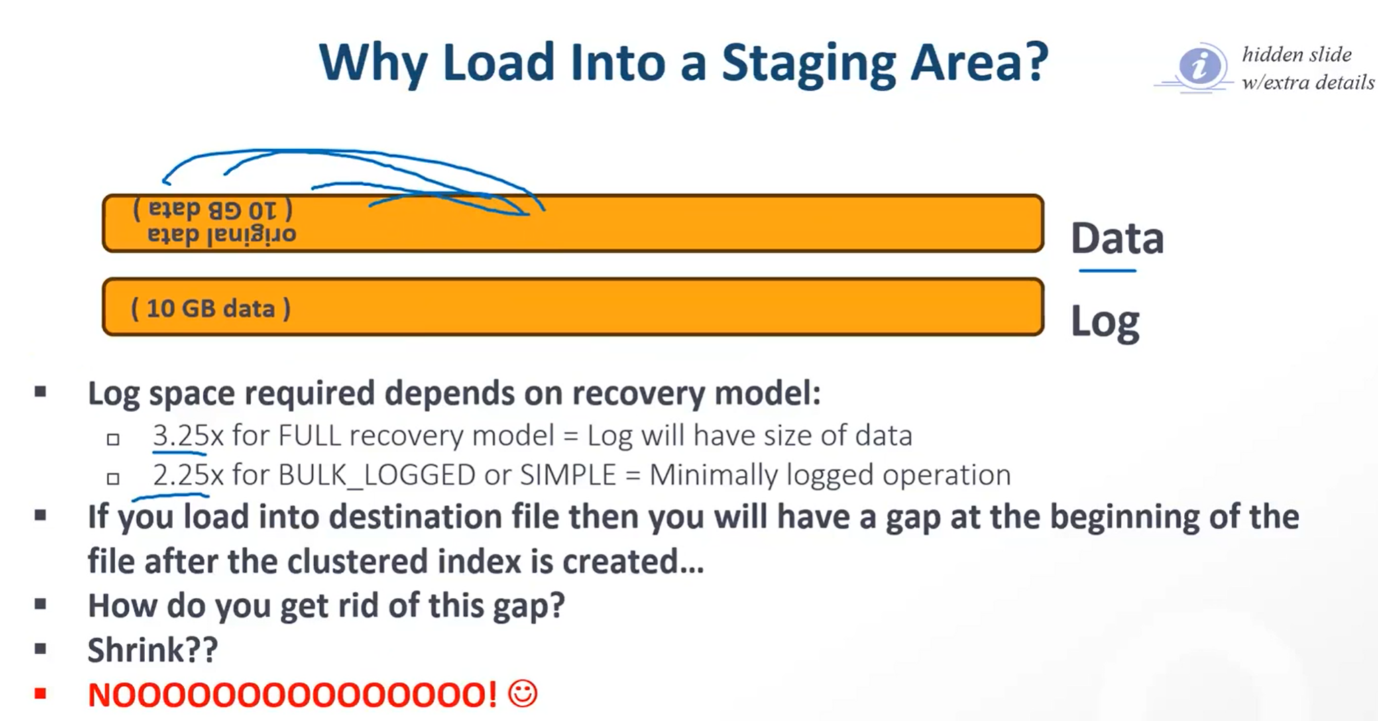 Why Load Into a Staging Area?
hidden slide
w/extra details
( 10 GB data )
original data
Data
( 10 GB data )
Log
▪ Log space required depends on recovery model:
▫ 3.25x for FULL recovery model = Log will have size of data
▫ 2.25x for BULK_LOGGED or SIMPLE = Minimally logged operation
▪ If you load into destination file then you will have a gap at the beginning of the
file after the clustered index is created…
▪ How do you get rid of this gap?
▪ Shrink??
▪ NOOOOOOOOOOOOOOO! ☺